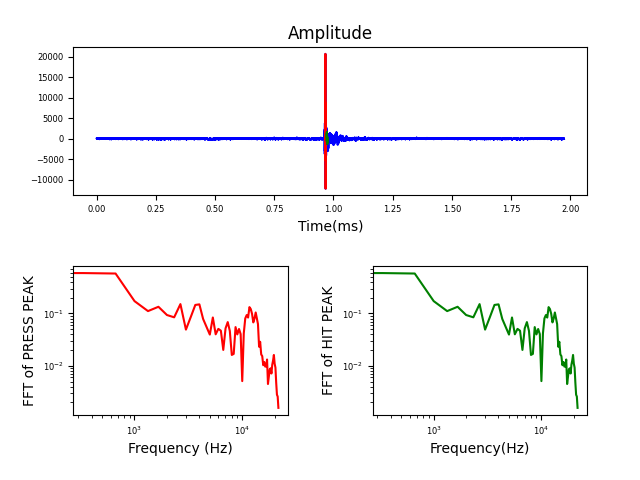 Amplitude
20000
15000
10000
5000
0
−5000
−10000
0.00 0.25 0.50 0.75 1.00 1.25 1.50 1.75 2.00
Time(ms)
FFT of PRESS PEAK
10⁻¹
10⁻²
10³ 10⁴
Frequency (Hz)
FFT of HIT PEAK
10⁻¹
10⁻²
10³ 10⁴
Frequency(Hz)